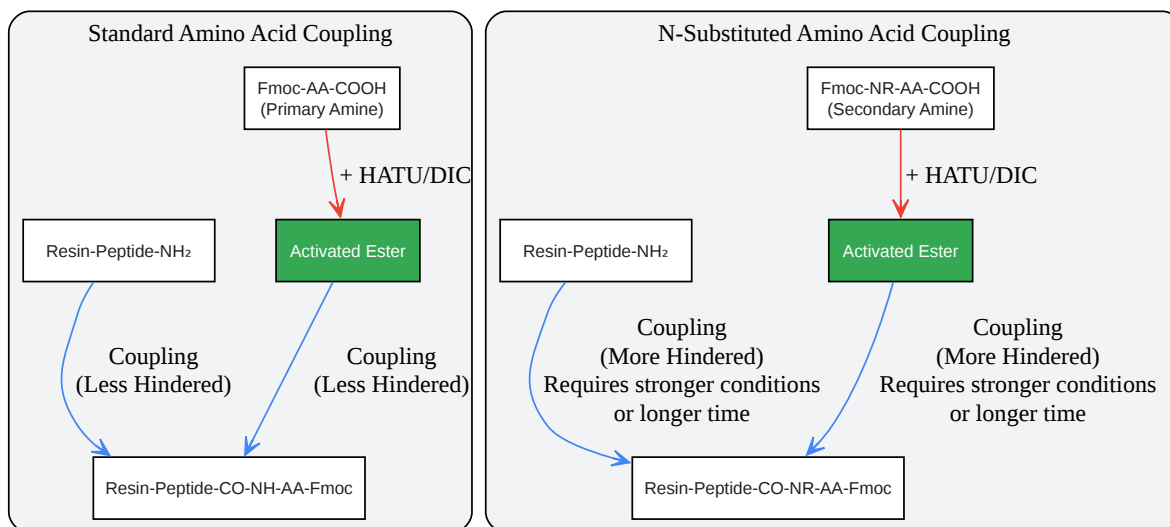 Standard Amino Acid Coupling
Fmoc-AA-COOH
(Primary Amine)
+ HATU/DIC
Resin-Peptide-NH₂
Activated Ester
Coupling
(Less Hindered)
Coupling
(Less Hindered)
Resin-Peptide-CO-NH-AA-Fmoc
N-Substituted Amino Acid Coupling
Fmoc-NR-AA-COOH
(Secondary Amine)
+ HATU/DIC
Resin-Peptide-NH₂
Activated Ester
Coupling
(More Hindered)
Requires stronger conditions
or longer time
Coupling
(More Hindered)
Requires stronger conditions
or longer time
Resin-Peptide-CO-NR-AA-Fmoc